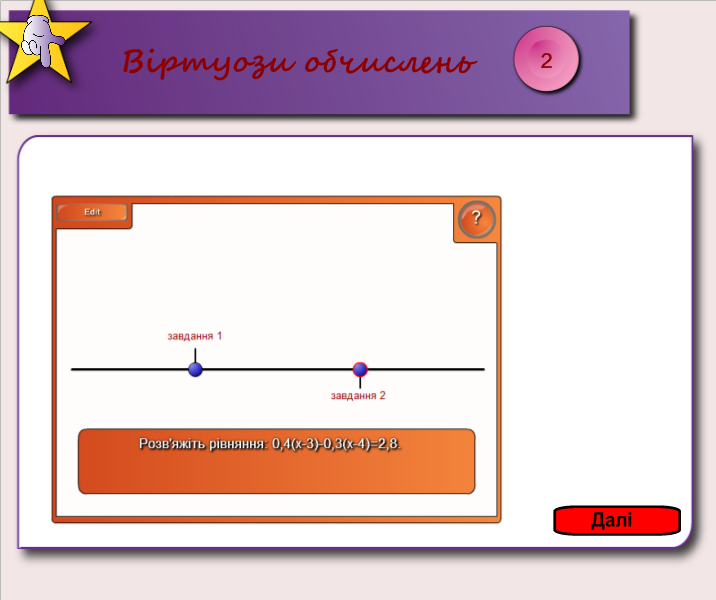 Віртуози обчислень
2
Edit
?
завдання 1
завдання 2
Розв'яжіть рівняння: 0,4(x-3)-0,3(x-4)=2,8.
Далі